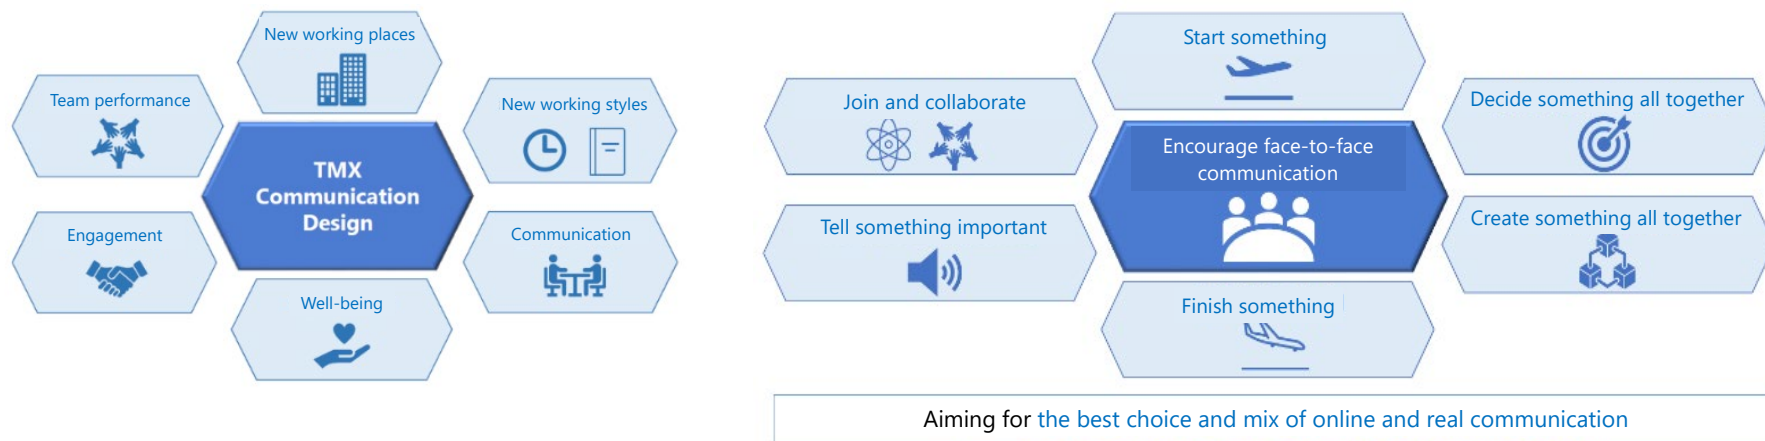 New working places
Team performance
New working styles
TMX
Communication
Design
Engagement
Communication
Well-being
Start something
Join and collaborate
Decide something all together
Encourage face-to-face
communication
Tell something important
Create something all together
Finish something
Aiming for the best choice and mix of online and real communication